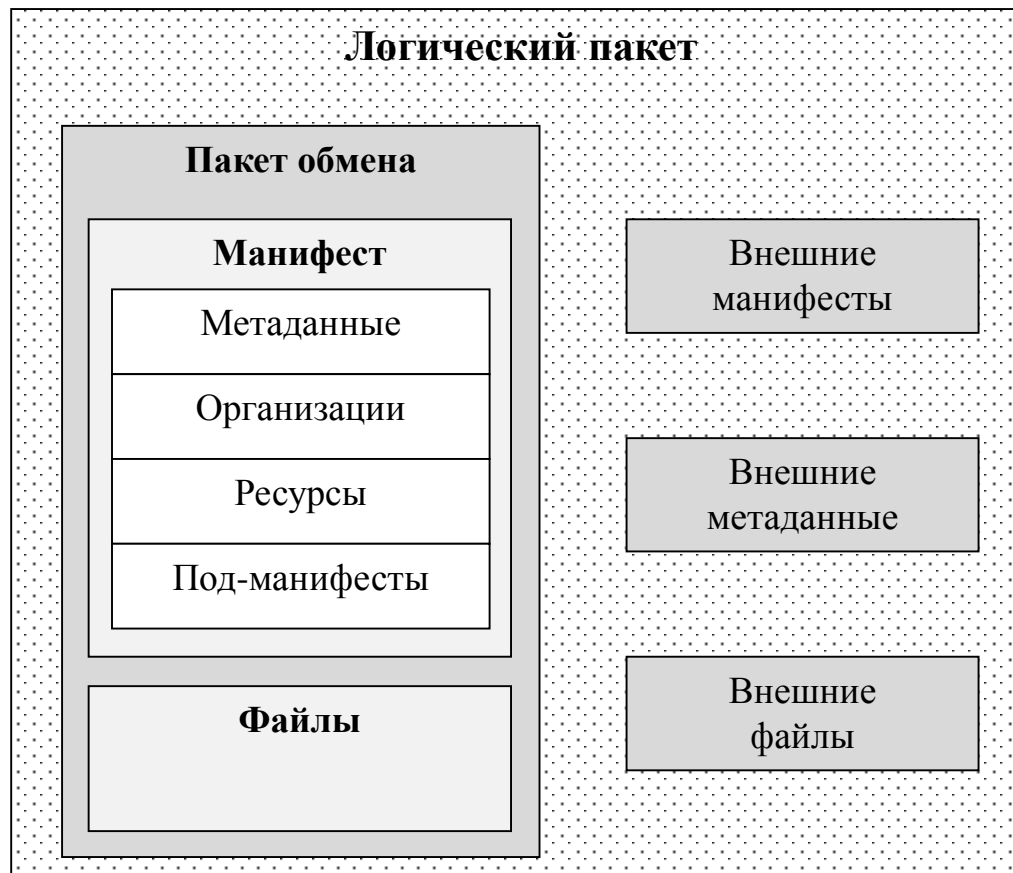 Логический пакет
Пакет обмена
Манифест
Метаданные
Организации
Ресурсы
Под-манифесты
Файлы
Внешние
манифесты
Внешние
метаданные
Внешние
файлы